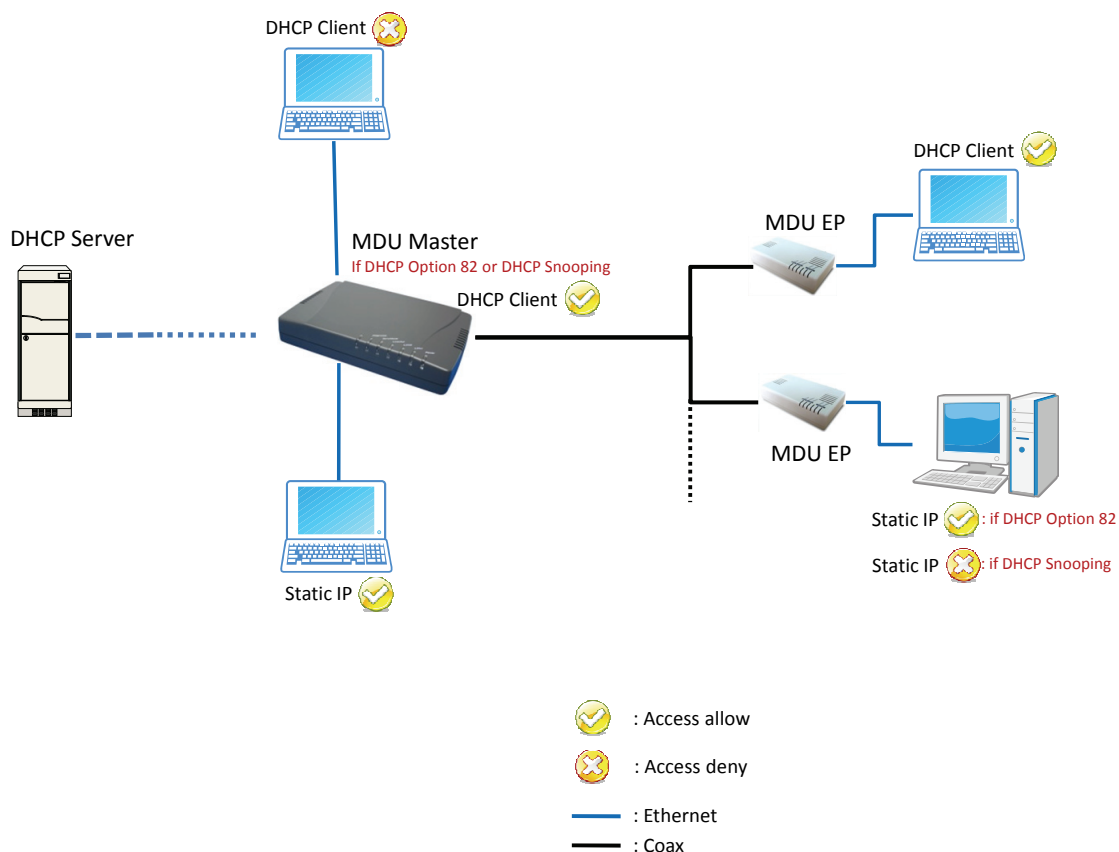 DHCP Client
DHCP Client
DHCP Server
MDU Master
If DHCP Option 82 or DHCP Snooping
DHCP Client
MDU EP
MDU EP
Static IP : if DHCP Option 82
Static IP : if DHCP Snooping
Static IP
: Access allow
: Access deny
: Ethernet
: Coax